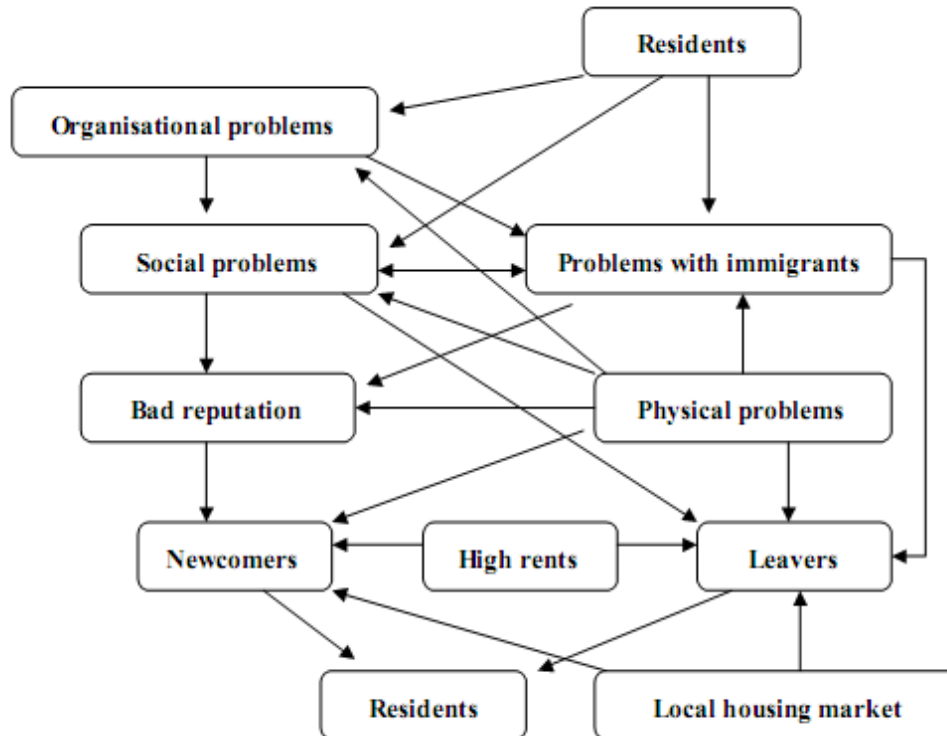 Residents
Organisational problems
Social problems
Problems with immigrants
Bad reputation
Physical problems
Newcomers
High rents
Leavers
Residents
Local housing market